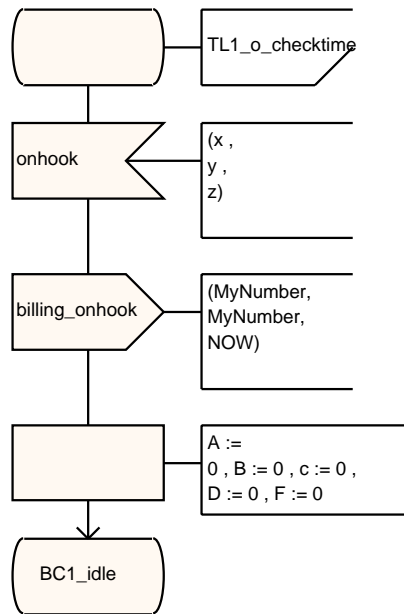 TL1_o_checktime
onhook
(x ,
y ,
z)
billing_onhook
(MyNumber,
MyNumber,
NOW)
A :=
0 , B := 0 , c := 0 ,
D := 0 , F := 0
BC1_idle